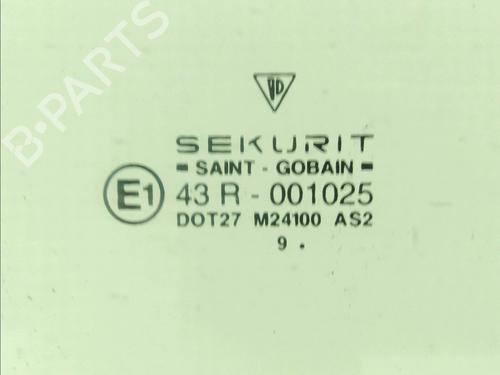 B-PARTS
SEKURIT
SAINT - GOBAIN
E1
43 R - 001025
DOT27 M24100 AS2
9 .